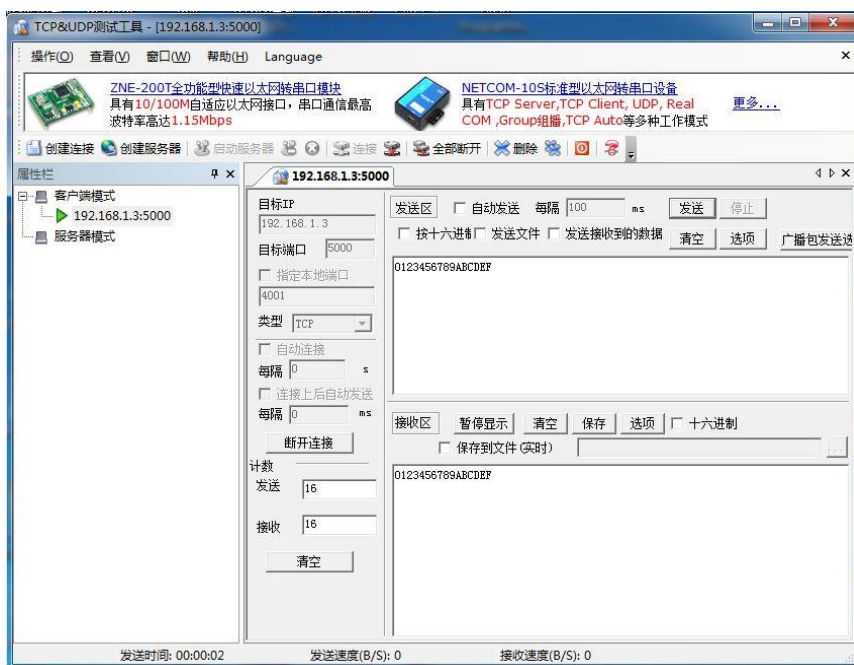 TCP&UDP测试工具 - [192.168.1.3:5000]
操作(O) 查看(V) 窗口(W) 帮助(H) Language
ZNE-200T全功能型快速以太网转串口模块
具有10/100M自适应以太网接口，串口通信最高
波特率高达1.15Mbps
NETCOM-10S标准型以太网转串口设备
具有TCP Server,TCP Client, UDP, Real
COM ,Group组播,TCP Auto等多种工作模式
更多...
创建连接 创建服务器 启动服务器 连接 全部断开 删除
属性栏
客户端模式
192.168.1.3:5000
服务器模式
192.168.1.3:5000
目标IP
192.168.1.3
目标端口 5000
指定本地端口
4001
类型 TCP
自动连接
每隔 0 s
连接上后自动发送
每隔 0 ms
断开连接
计数
发送 16
接收 16
清空
发送区 自动发送 每隔 100 ms 发送 停止
按十六进制 发送文件 发送接收到的数据 清空 选项 广播包发送选
0123456789ABCDEF
接收区 暂停显示 清空 保存 选项 十六进制
保存到文件(实时) ...
0123456789ABCDEF
发送时间: 00:00:02 发送速度(B/S): 0 接收速度(B/S): 0